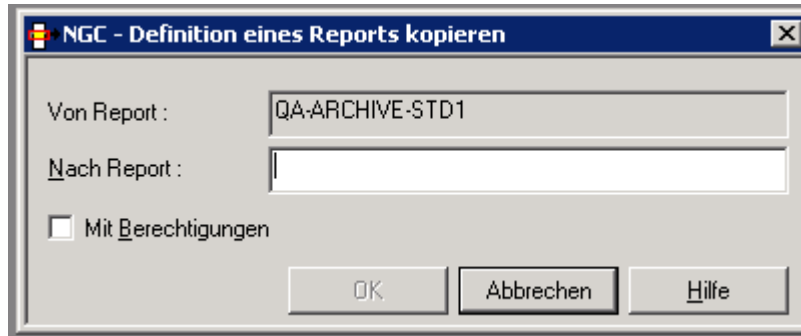 NGC - Definition eines Reports kopieren
Von Report : QA-ARCHIVE-STD1
Nach Report :
Mit Berechtigungen
OK Abbrechen Hilfe